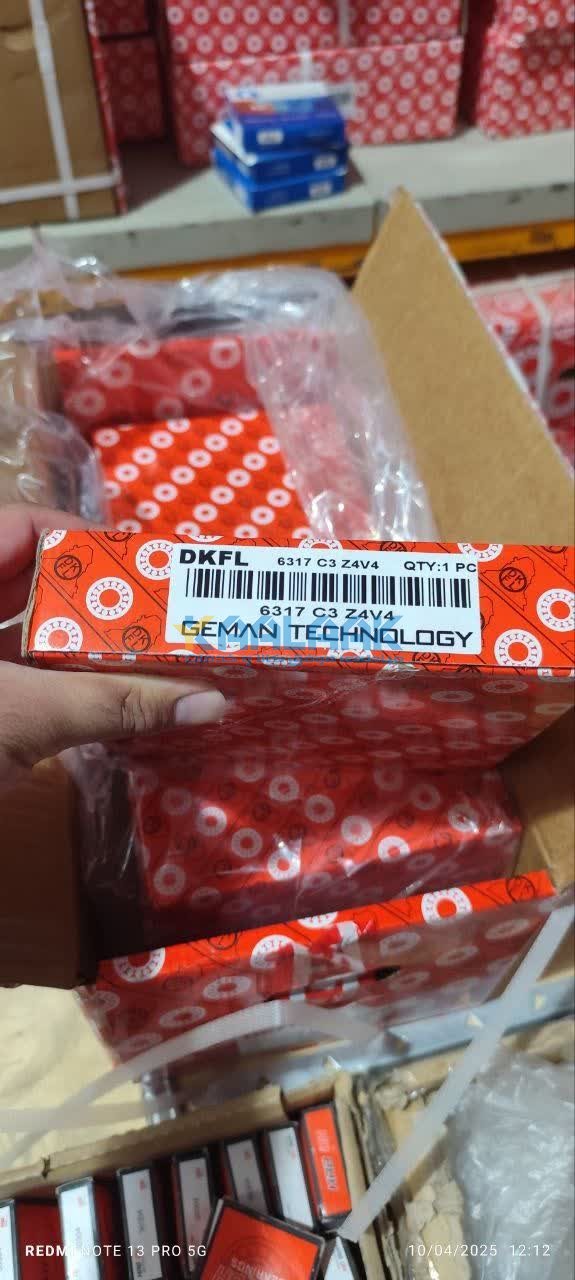 DKFL 6317 C3 Z4V4 QTY:1 PC
6317 C3 Z4V4
GEMAN TECHNOLOGY
REDMI NOTE 13 PRO 5G
10/04/2025 12:12